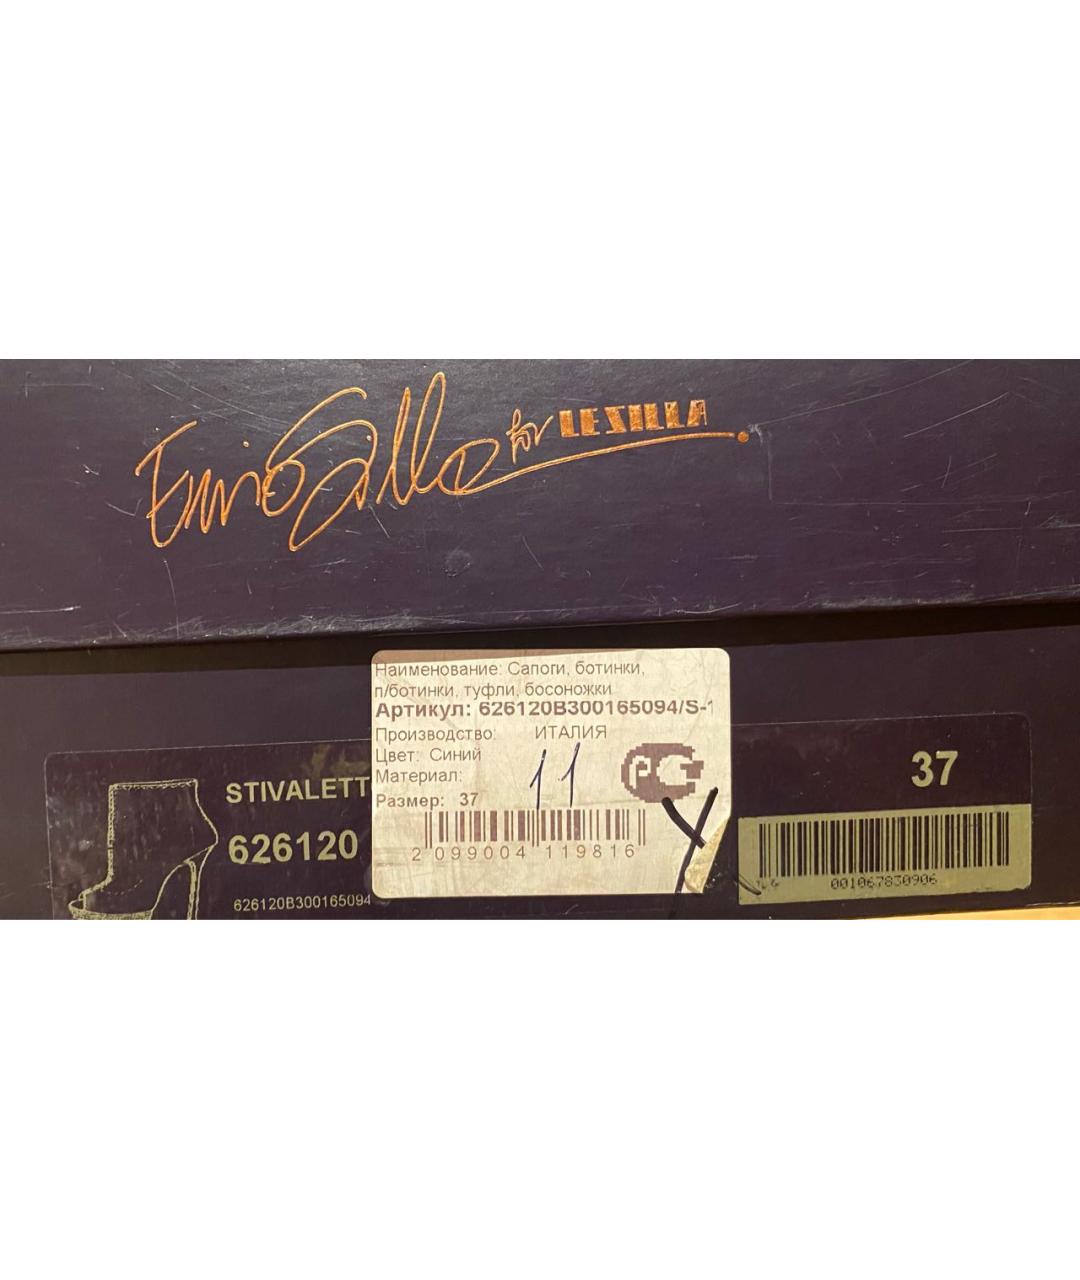 Enio Silla for LE SILLA
Наименование: Сапоги, ботинки,
п/ботинки, туфли, босоножки
Артикул: 626120B300165094/S-1
Производство: ИТАЛИЯ
Цвет: Синий
Материал:
11
Размер: 37
2 099004 119816
РС
STIVALETT
626120
626120B300165094
37
001067830906